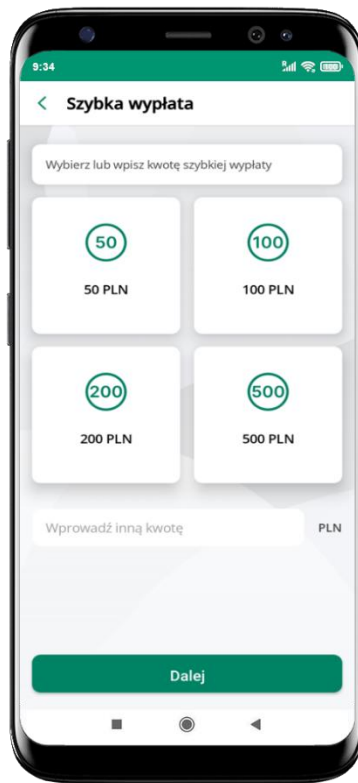 9:34
Szybka wypłata
Wybierz lub wpisz kwotę szybkiej wypłaty
50
100
50 PLN
100 PLN
200
500
200 PLN
500 PLN
Wprowadź inną kwotę
PLN
Dalej